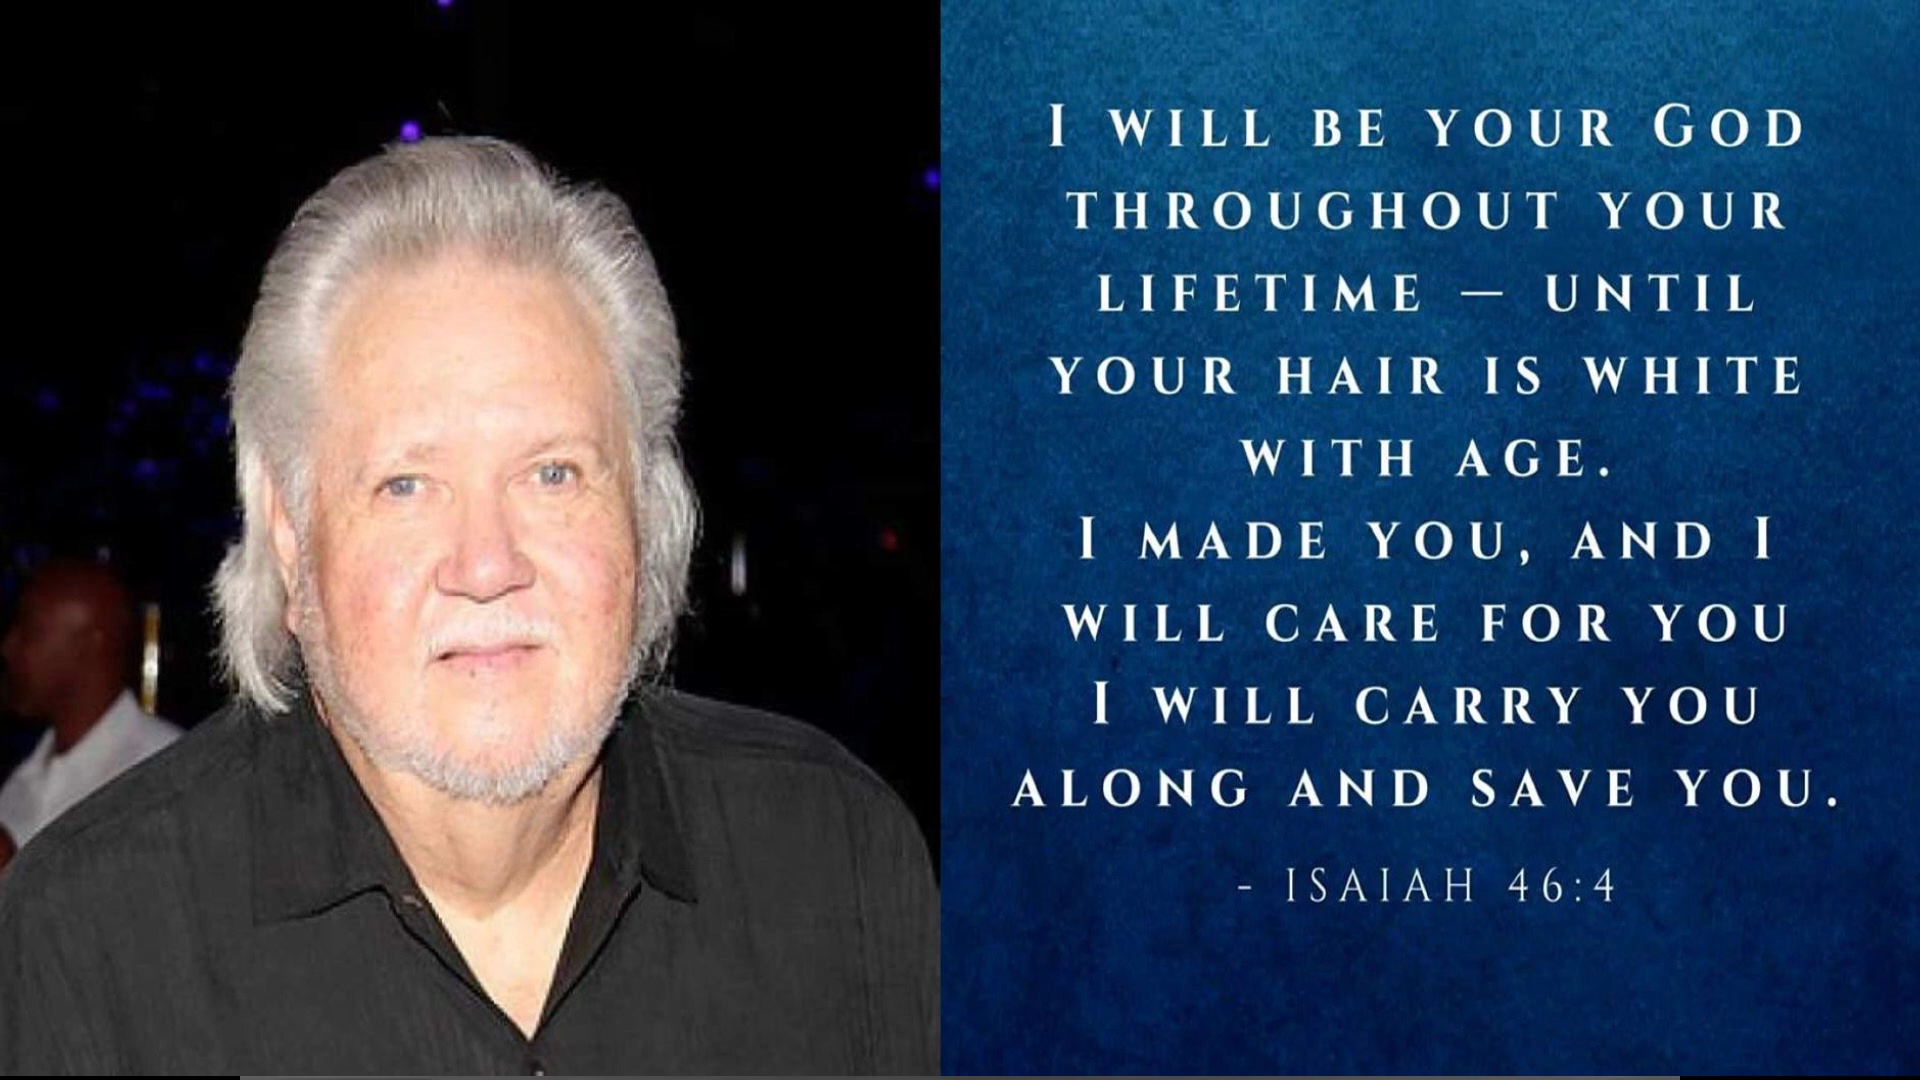 I WILL BE YOUR GOD
THROUGHOUT YOUR
LIFETIME — UNTIL
YOUR HAIR IS WHITE
WITH AGE.
I MADE YOU, AND I
WILL CARE FOR YOU
I WILL CARRY YOU
ALONG AND SAVE YOU.
- ISAIAH 46:4